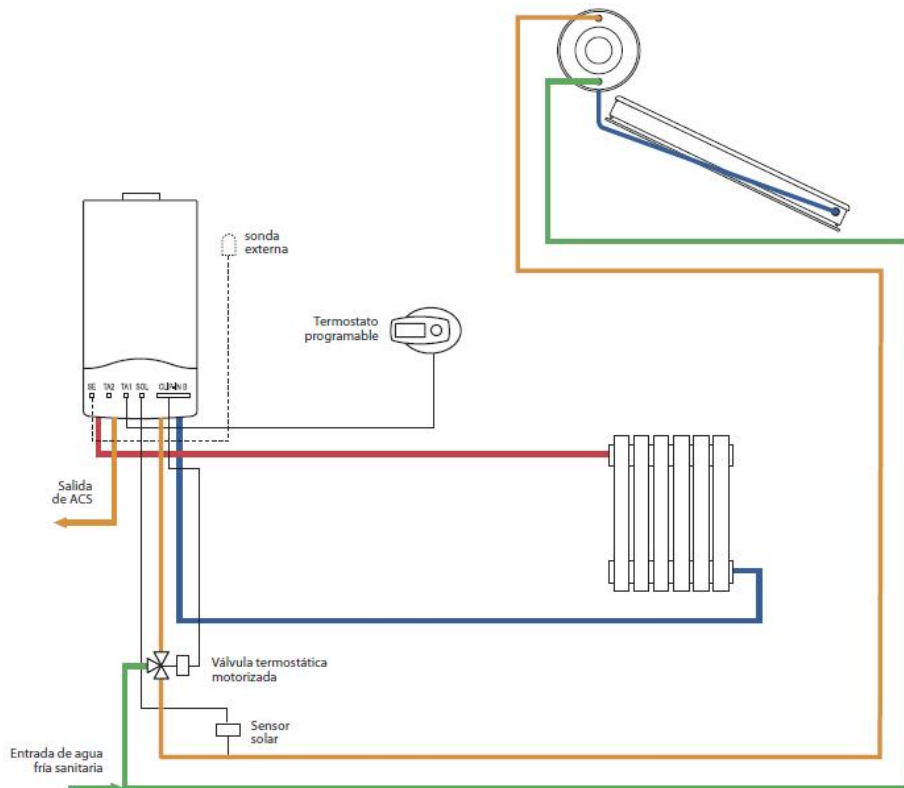 sonda
externa
Termostato
programable
SE TA2 TA1 SOL
Salida
de ACS
Válvula termostática
motorizada
Sensor
solar
Entrada de agua
fría sanitaria